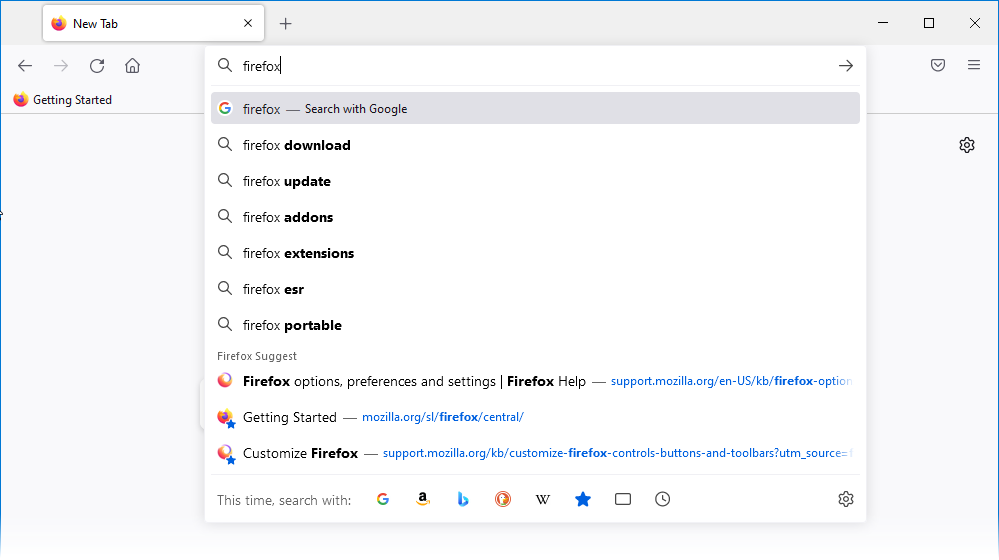 New Tab
firefox
Getting Started
firefox — Search with Google
firefox download
firefox update
firefox addons
firefox extensions
firefox esr
firefox portable
Firefox Suggest
Firefox options, preferences and settings | Firefox Help — support.mozilla.org/en-US/kb/firefox-option
Getting Started — mozilla.org/sl/firefox/central/
Customize Firefox — support.mozilla.org/kb/customize-firefox-controls-buttons-and-toolbars?utm_source=
This time, search with: